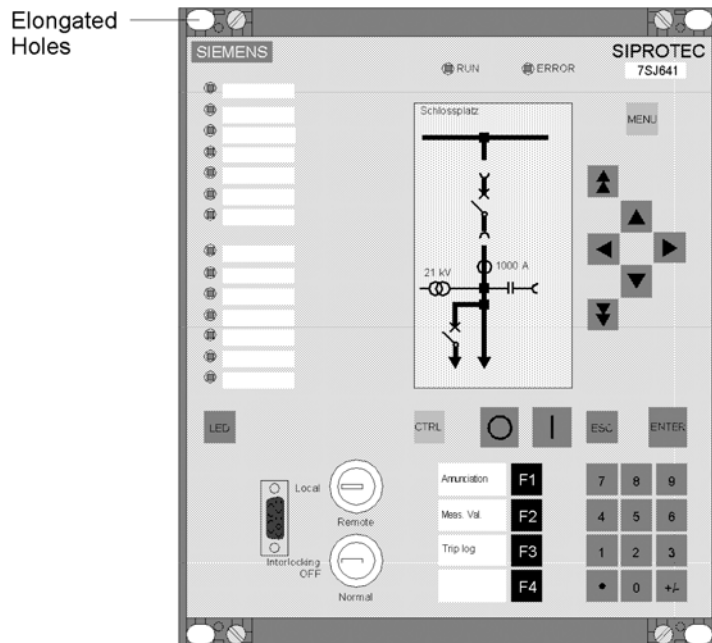 Elongated
Holes
SIEMENS
SIPROTEC
RUN
ERROR
7SJ641
Schlossplatz
MENU
21 kV
1000 A
LED
CTRL
ESC
ENTER
Local
Remote
Interlocking
OFF
Normal
Annunciation
F1
Meas. Val.
F2
Trip log
F3
F4
7 8 9
4 5 6
1 2 3
• 0 +/-